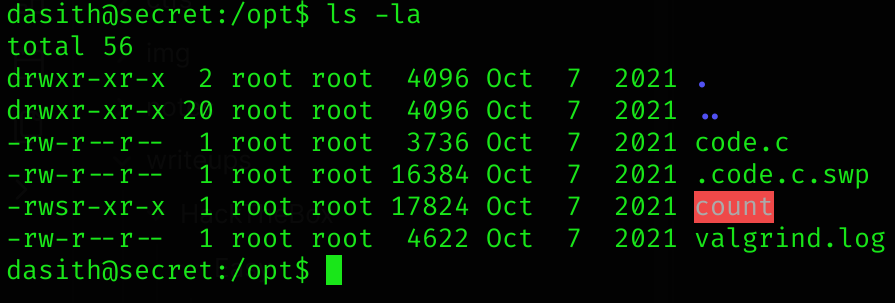 dasith@secret:/opt$ ls -la
total 56
drwxr-xr-x  2 root root  4096 Oct  7  2021 .
drwxr-xr-x 20 root root  4096 Oct  7  2021 ..
-rw-r--r--  1 root root  3736 Oct  7  2021 code.c
-rw-r--r--  1 root root 16384 Oct  7  2021 .code.c.swp
-rwsr-xr-x  1 root root 17824 Oct  7  2021 count
-rw-r--r--  1 root root  4622 Oct  7  2021 valgrind.log
dasith@secret:/opt$